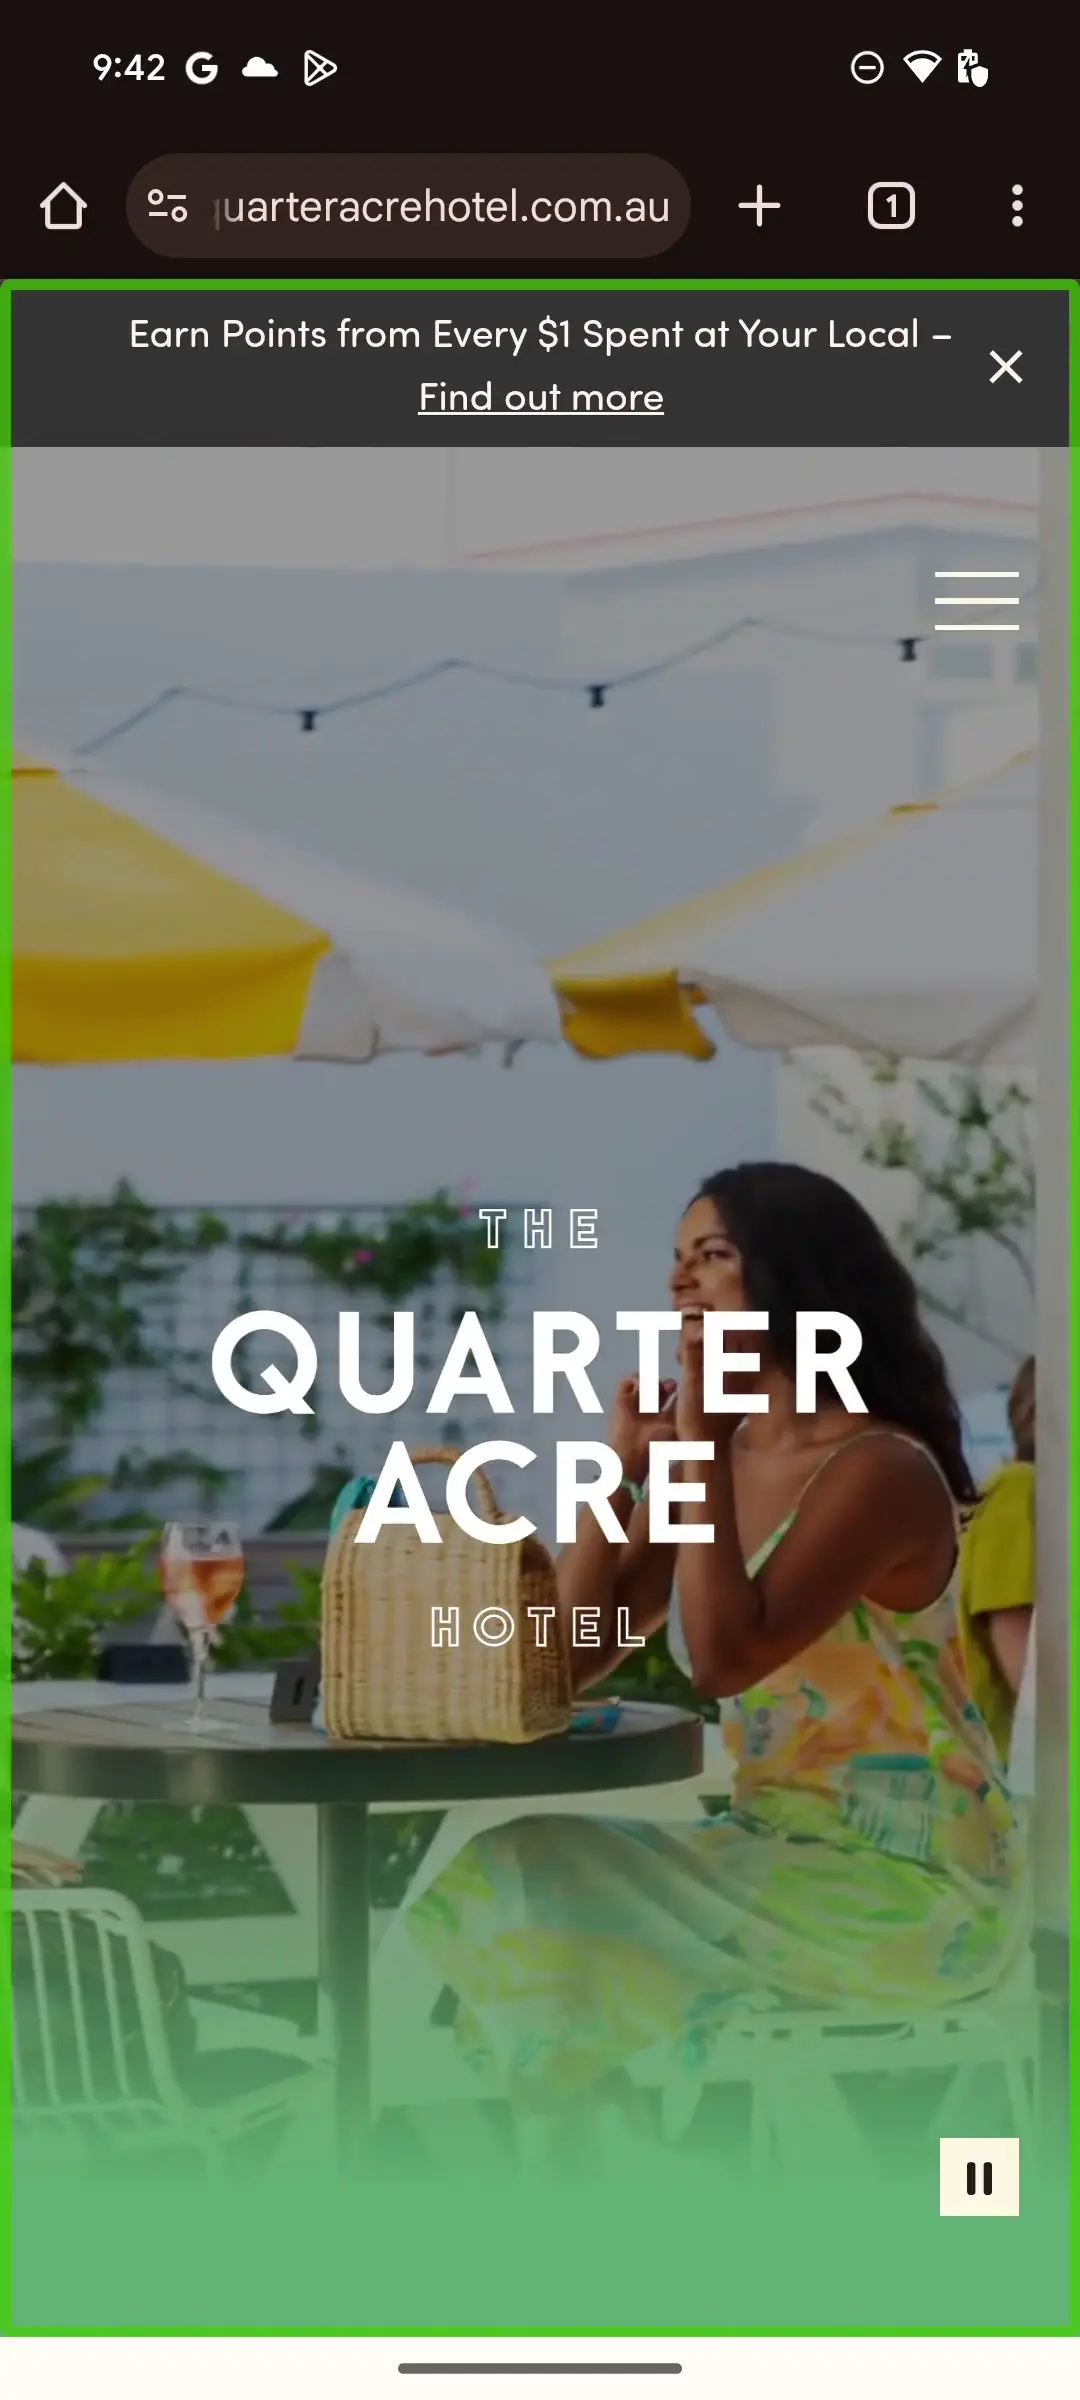 9:42
uarteracrehotel.com.au
1
Earn Points from Every $1 Spent at Your Local –
Find out more
THE
QUARTER
ACRE
HOTEL